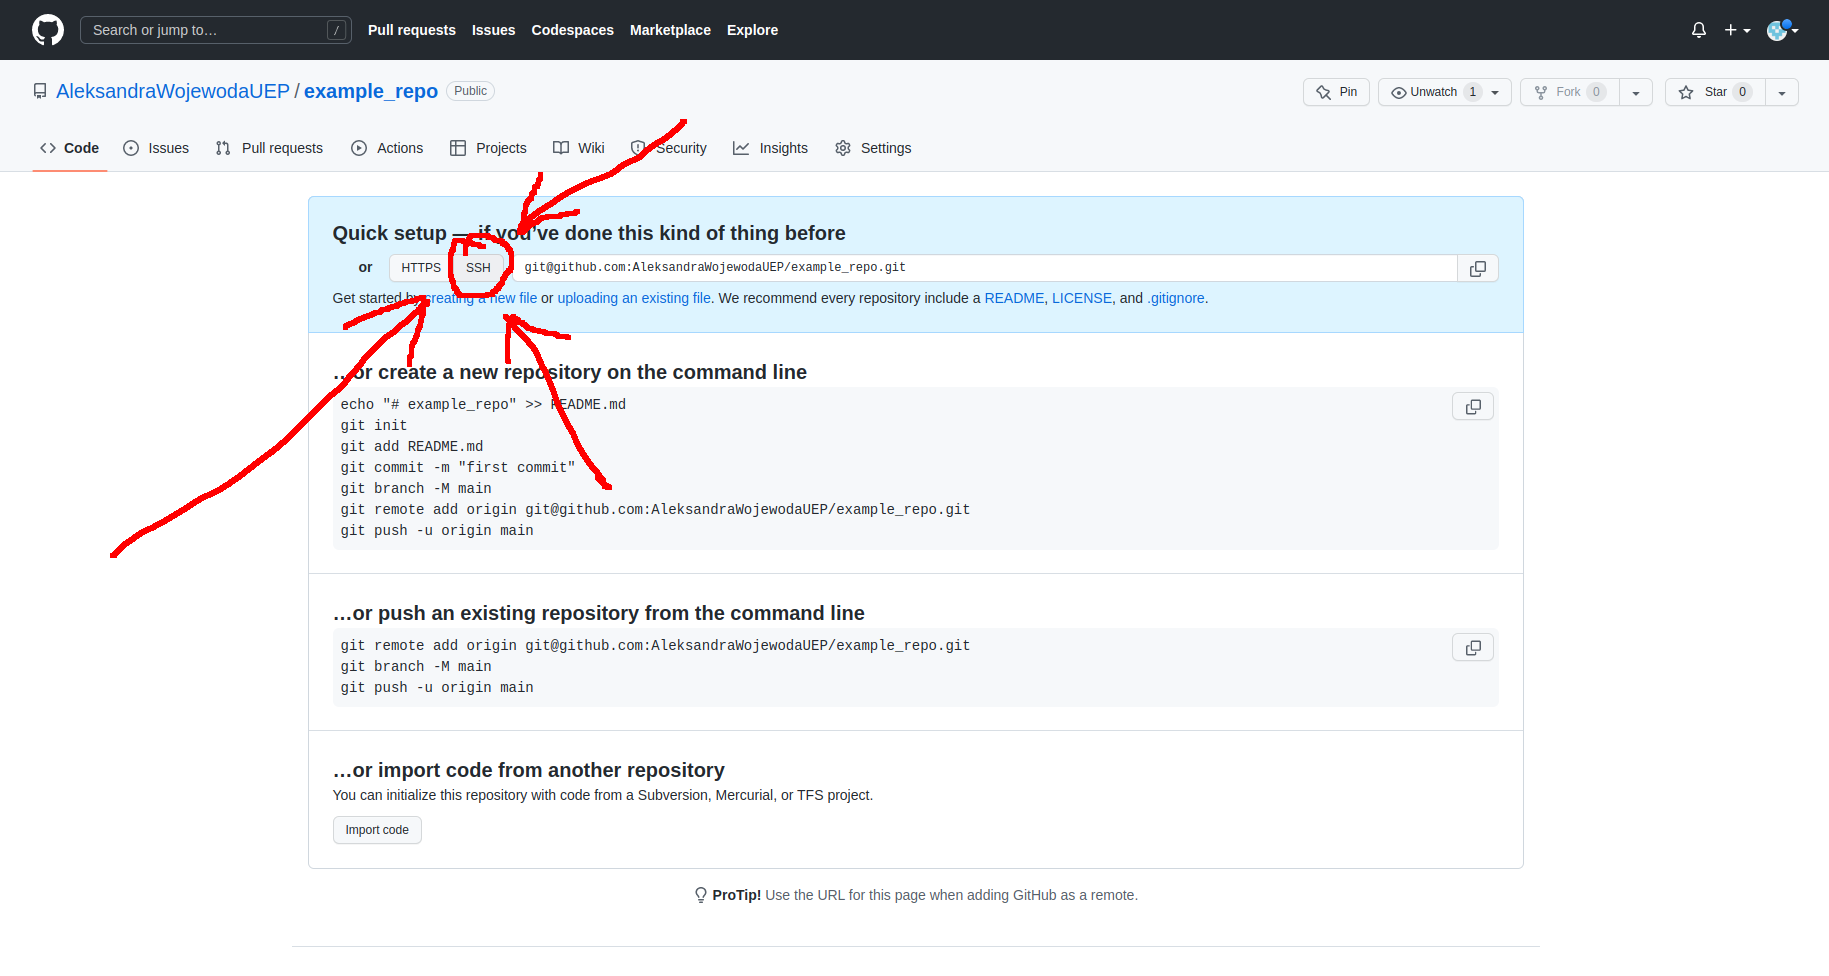 Search or jump to… / Pull requests Issues Codespaces Marketplace Explore
AleksandraWojewodaUEP / example_repo Public Pin Unwatch 1 Fork 0 Star 0
Code Issues Pull requests Actions Projects Wiki Security Insights Settings
Quick setup — if you've done this kind of thing before
or HTTPS SSH git@github.com:AleksandraWojewodaUEP/example_repo.git
Get started by creating a new file or uploading an existing file. We recommend every repository include a README, LICENSE, and .gitignore.
…or create a new repository on the command line
echo "# example_repo" >> README.md
git init
git add README.md
git commit -m "first commit"
git branch -M main
git remote add origin git@github.com:AleksandraWojewodaUEP/example_repo.git
git push -u origin main
…or push an existing repository from the command line
git remote add origin git@github.com:AleksandraWojewodaUEP/example_repo.git
git branch -M main
git push -u origin main
…or import code from another repository
You can initialize this repository with code from a Subversion, Mercurial, or TFS project.
Import code
ProTip! Use the URL for this page when adding GitHub as a remote.